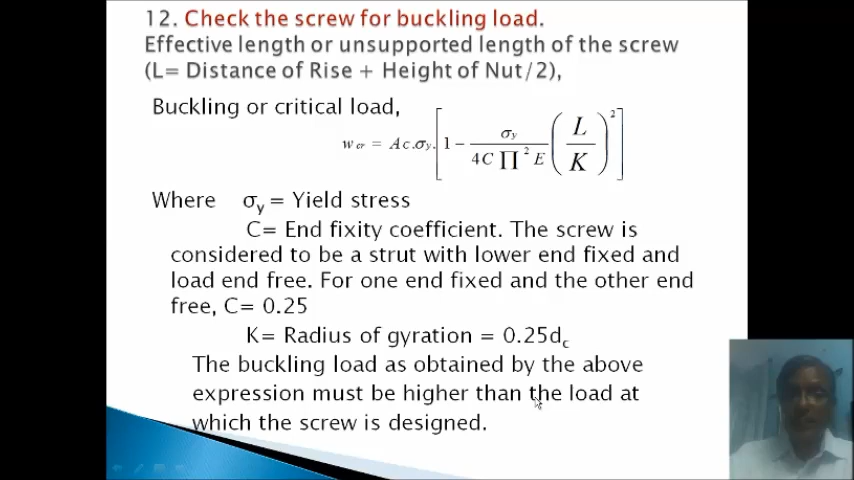 12. Check the screw for buckling load.
Effective length or unsupported length of the screw
(L= Distance of Rise + Height of Nut/2),
Buckling or critical load,
w cr = Ac.σy. [ 1 − σy / 4C ∏² E ( L / K )² ]
Where σy = Yield stress
C= End fixity coefficient. The screw is
considered to be a strut with lower end fixed and
load end free. For one end fixed and the other end
free, C= 0.25
K= Radius of gyration = 0.25dc
The buckling load as obtained by the above
expression must be higher than the load at
which the screw is designed.